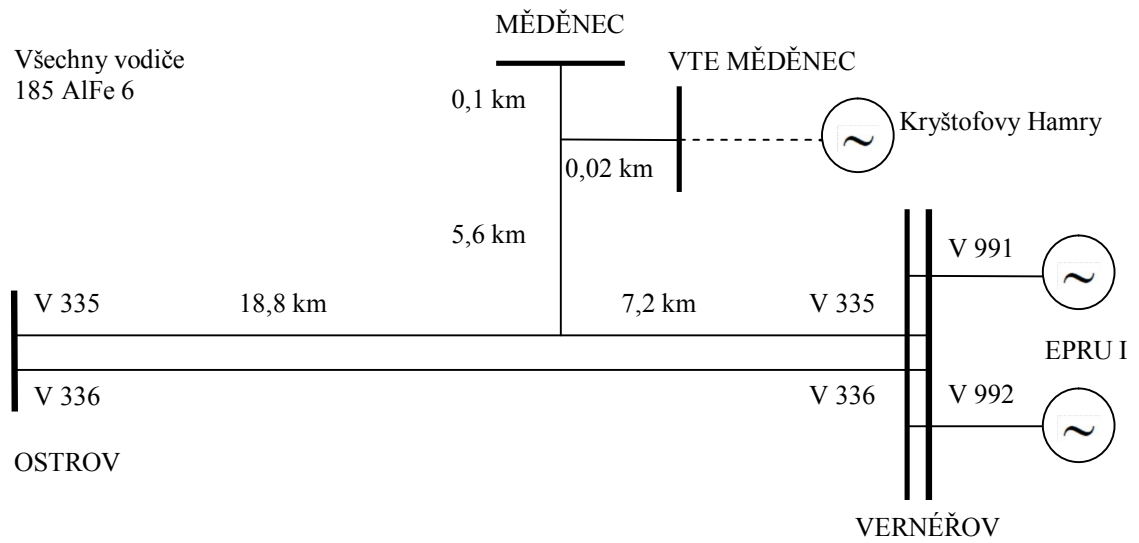 MĚDĚNEC
Všechny vodiče
185 AlFe 6
VTE MĚDĚNEC
0,1 km
Kryštofovy Hamry
~
0,02 km
5,6 km
V 991
~
V 335
18,8 km
7,2 km
V 335
EPRU I
V 336
V 336
V 992
~
OSTROV
VERNÉŘOV